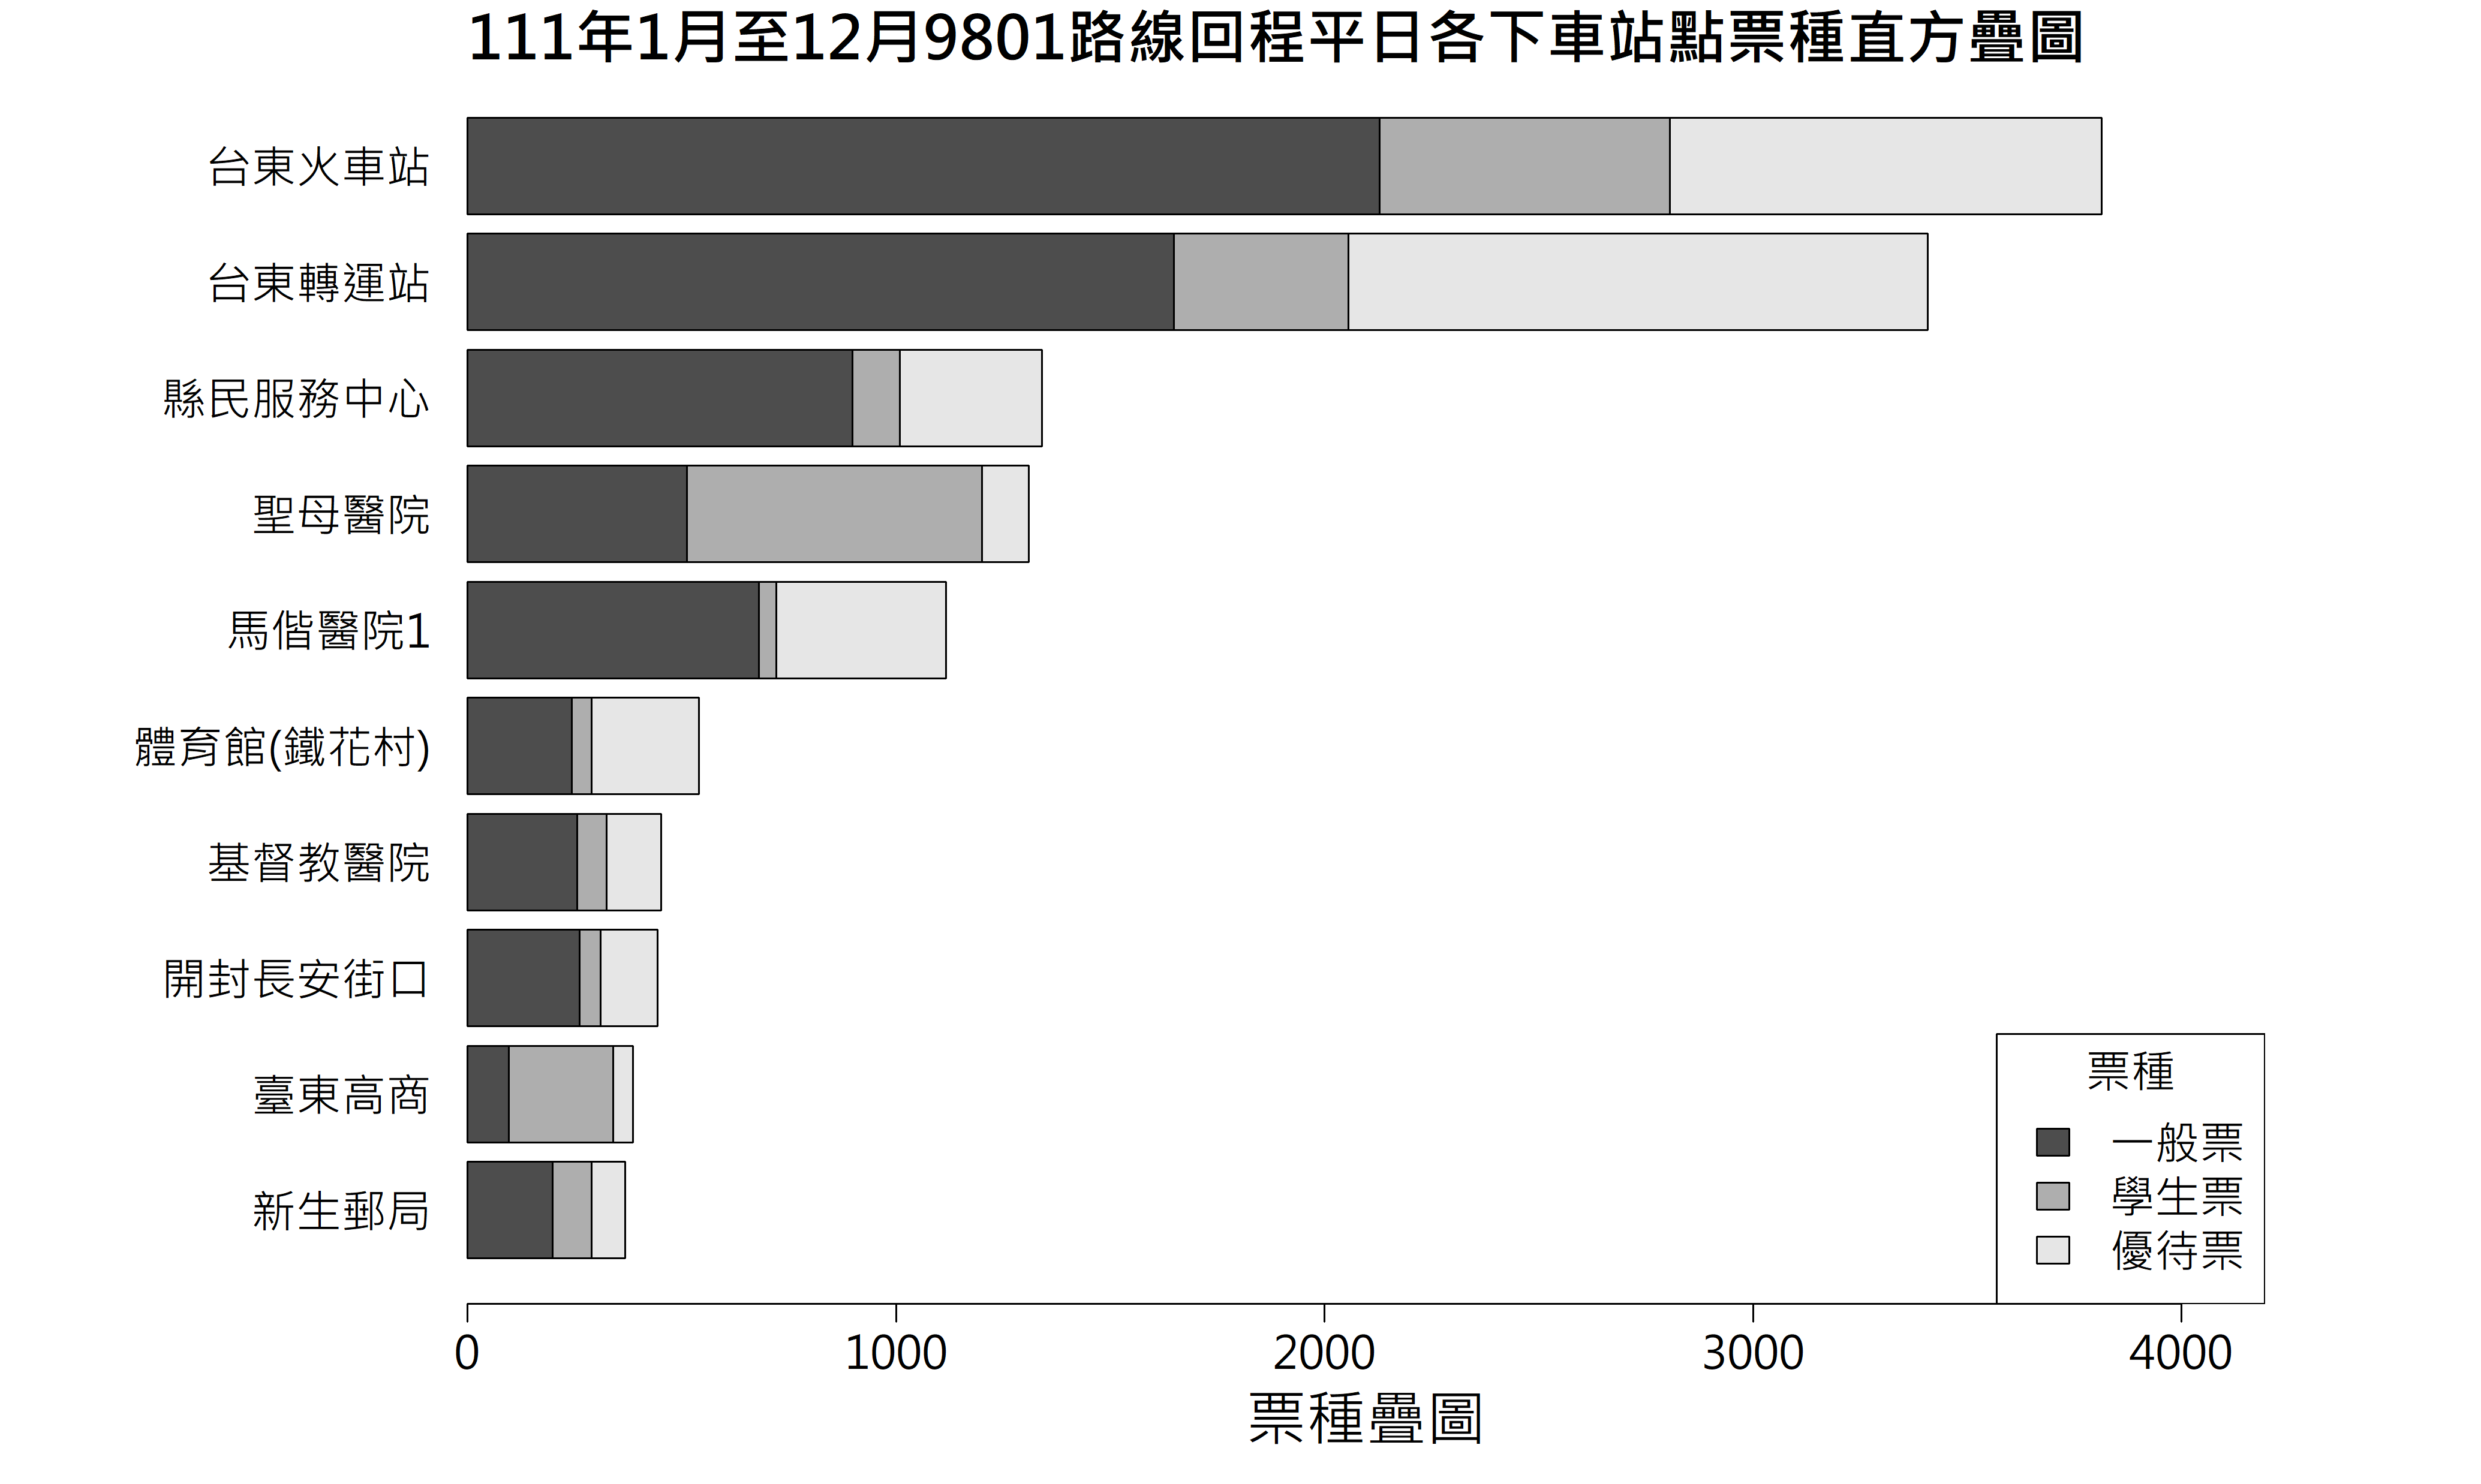 111年1月至12月9801路線回程平日各下車站點票種直方疊圖
台東火車站
台東轉運站
縣民服務中心
聖母醫院
馬偕醫院1
體育館(鐵花村)
基督教醫院
開封長安街口
臺東高商
新生郵局
票種
一般票
學生票
優待票
0 1000 2000 3000 4000
票種疊圖